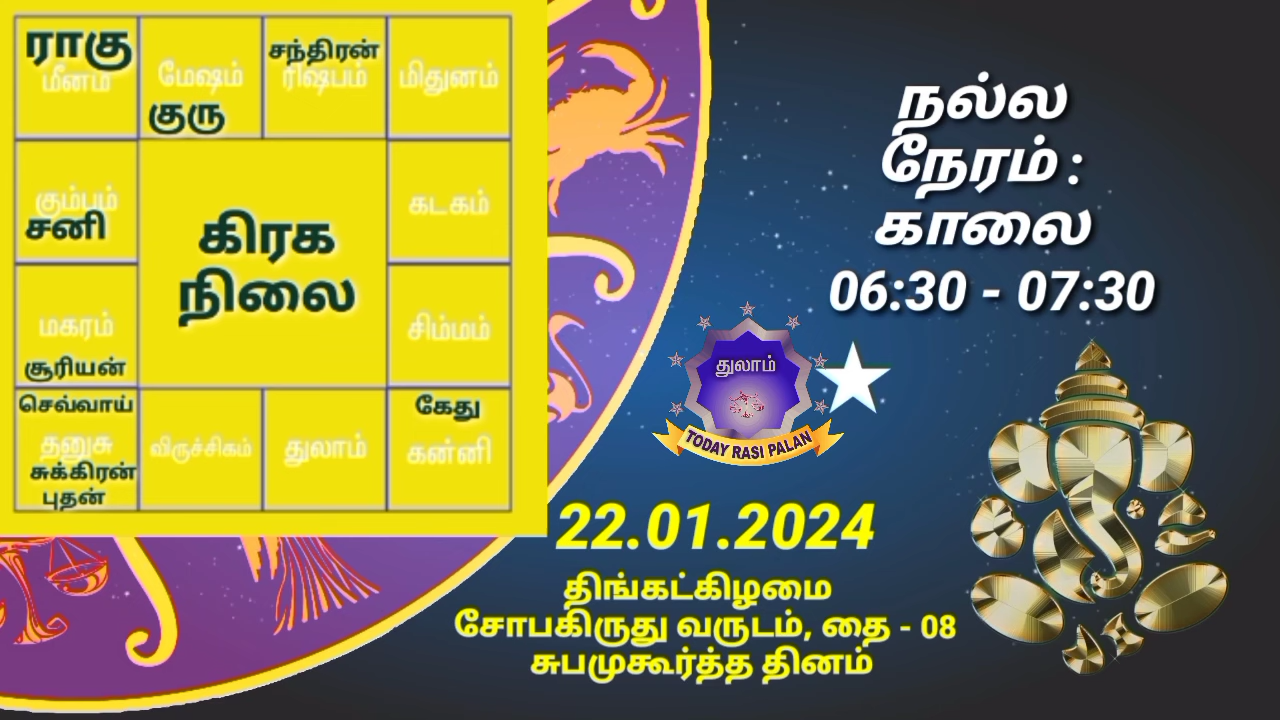 ராகு
மீனம்
மேஷம்
குரு
சந்திரன்
ரிஷபம்
மிதுனம்
கும்பம்
சனி
கிரக
நிலை
கடகம்
மகரம்
சூரியன்
சிம்மம்
செவ்வாய்
தனுசு
சுக்கிரன்
புதன்
விருச்சிகம்
துலாம்
கேது
கன்னி
நல்ல
நேரம் :
காலை
06:30 - 07:30
துலாம்
TODAY RASI PALAN
22.01.2024
திங்கட்கிழமை
சோபகிருது வருடம், தை - 08
சுபமுகூர்த்த தினம்